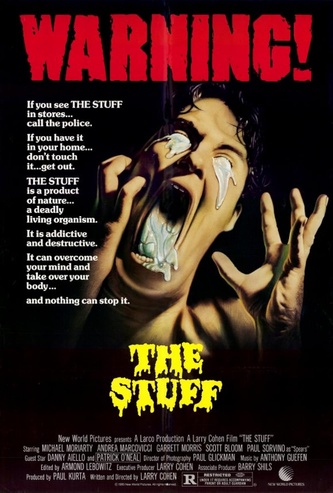 WARNING!
If you see THE STUFF
in stores...
call the police.
If you have it
in your home...
don't touch
it...get out.
THE STUFF
is a product
of nature...
a deadly
living organism.
It is addictive
and destructive.
It can overcome
your mind and
take over your
body...
and nothing can stop it.
THE
STUFF
New World Pictures presents A Larco Production A Larry Cohen Film "THE STUFF"
Starring MICHAEL MORIARTY ANDREA MARCOVICCI GARRETT MORRIS SCOTT BLOOM PAUL SORVINO as "Spears"
Guest Star DANNY AIELLO and PATRICK O'NEAL Director of Photography PAUL GLICKMAN Music by ANTHONY GUEFEN
Edited by ARMOND LEBOWITZ Executive Producer LARRY COHEN Associate Producer BARRY SHILS
Produced by PAUL KURTA Written and Directed by LARRY COHEN
R RESTRICTED
NEW WORLD PICTURES